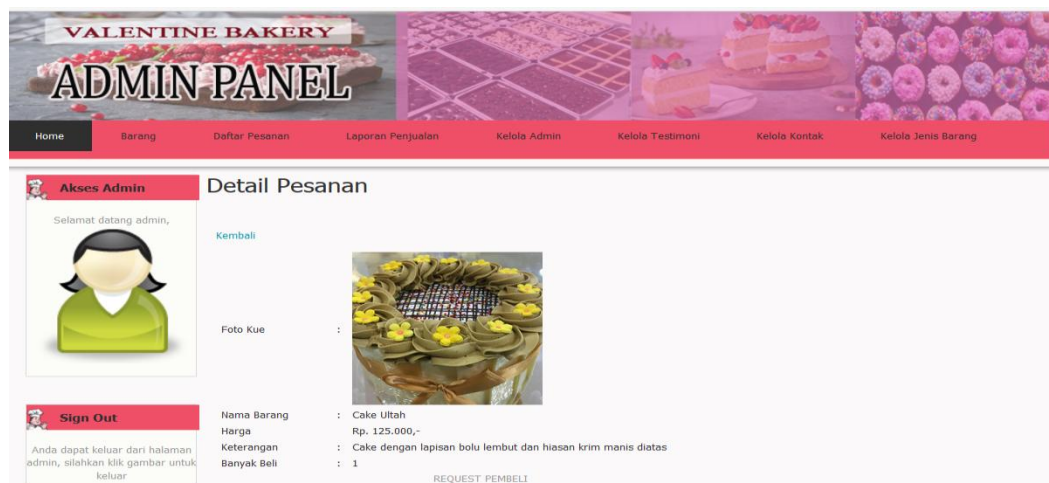 VALENTINE BAKERY
ADMIN PANEL
Home Barang Daftar Pesanan Laporan Penjualan Kelola Admin Kelola Testimoni Kelola Kontak Kelola Jenis Barang
Akses Admin
Selamat datang admin,
Sign Out
Anda dapat keluar dari halaman
admin, silahkan klik gambar untuk
keluar
Detail Pesanan
Kembali
Foto Kue :
Nama Barang : Cake Ultah
Harga Rp. 125.000,-
Keterangan : Cake dengan lapisan bolu lembut dan hiasan krim manis diatas
Banyak Beli : 1
REQUEST PEMBELI